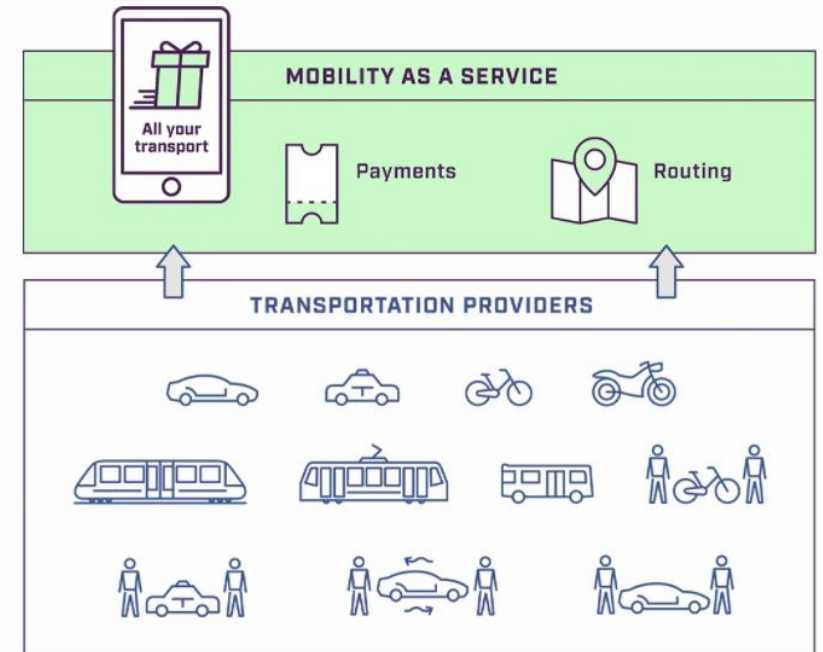 MOBILITY AS A SERVICE
All your
transport
Payments
Routing
TRANSPORTATION PROVIDERS
T
T